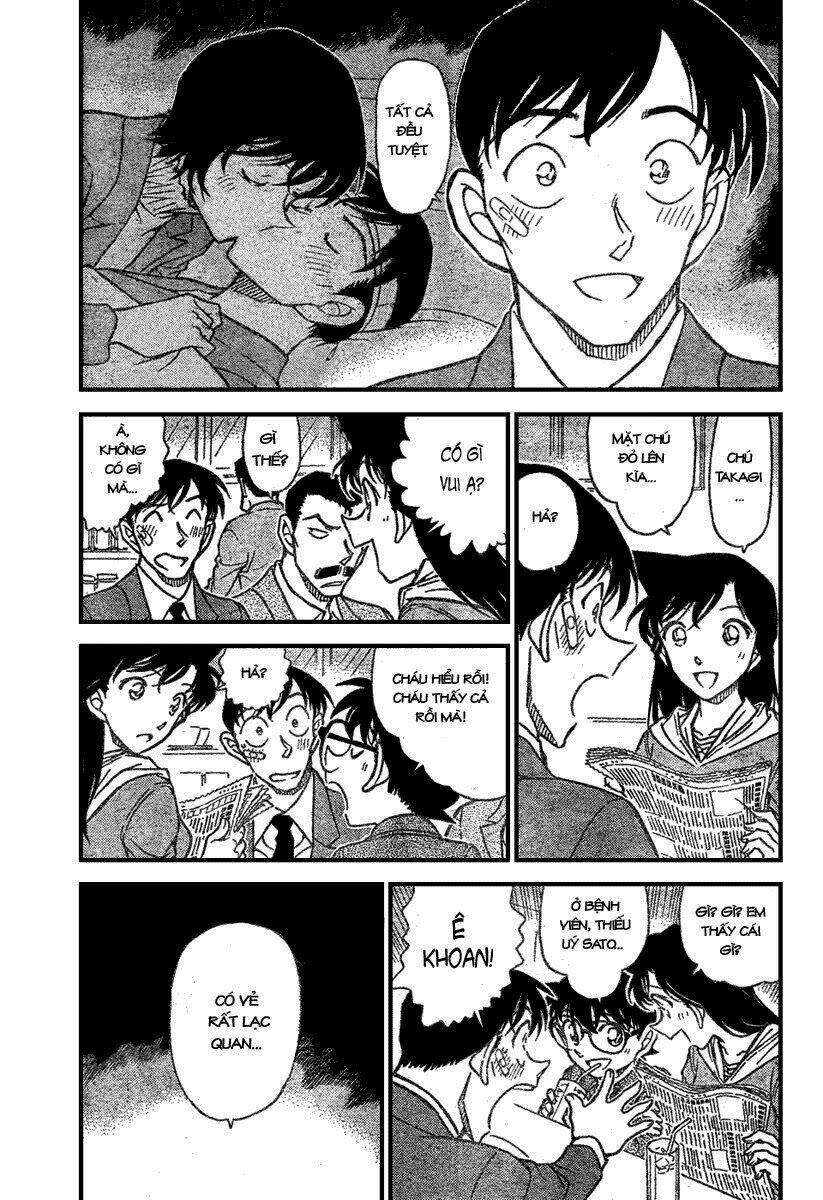 TẤT CẢ
ĐỀU
TUYỆT
CHÚ
TAKAGI
...
MẶT CHÚ
ĐỎ LÊN
KÌA...
HẢ?
CÓ GÌ
VUI Ạ?
GÌ
THẾ?
À,
KHÔNG
CÓ GÌ
MÀ...
CHÁU HIỂU RỒI!
CHÁU THẤY CẢ
RỒI MÀ!
HẢ?
GÌ? GÌ? EM
THẤY CÁI
GÌ?
Ở BỆNH
VIÊN, THIẾU
UÝ SATO...
Ê
KHOAN!
CÓ VẺ
RẤT LẠC
QUAN...